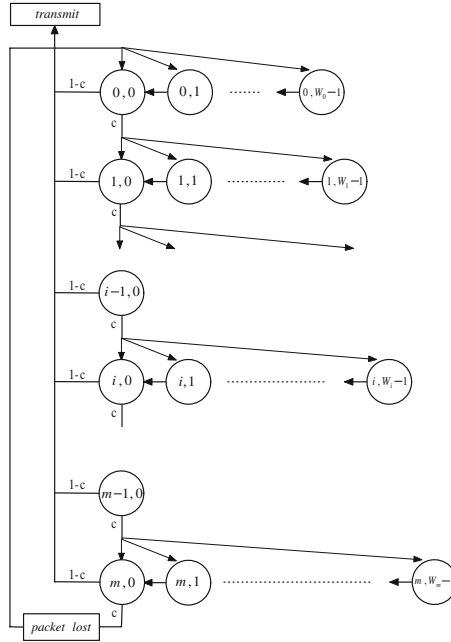 transmit
1-c 0,0 0,1 ........ 0,W₀−1
c
1-c 1,0 1,1 .................. 1,W₁−1
c
1-c i−1,0
c
1-c i,0 i,1 .......................... i,Wᵢ−1
c
1-c m−1,0
c
1-c m,0 m,1 ....................................... m,Wₘ−
c
packet lost